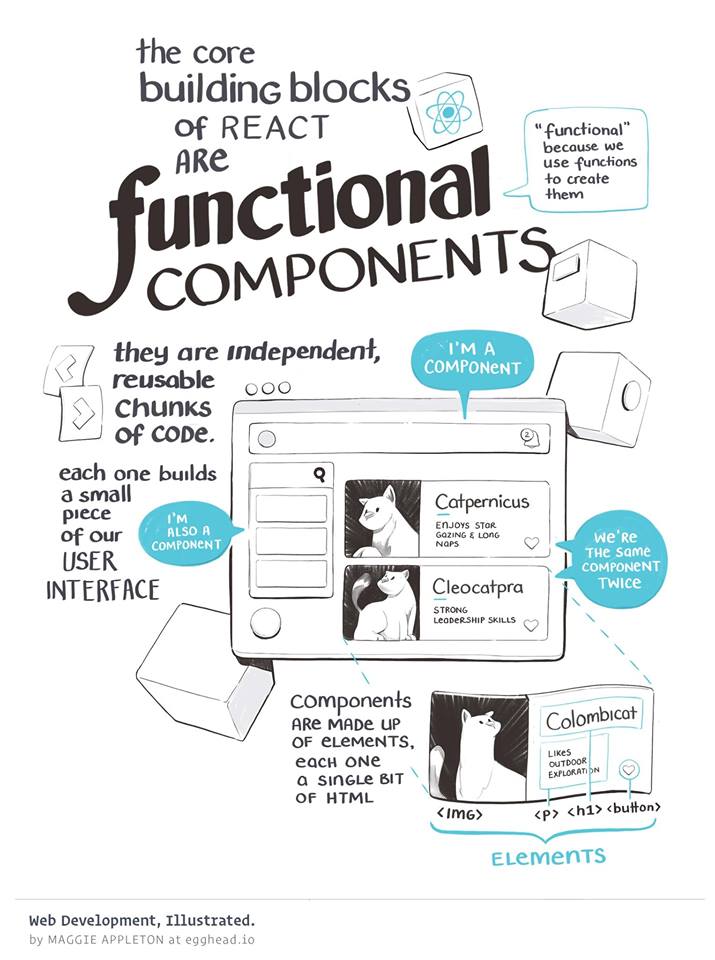 the core
building blocks
of REACT
ARE
functional
COMPONENTS
"functional"
because we
use functions
to create
them
they are independent,
reusable
chunks
of code.
each one builds
a small
piece
of our
USER
INTERFACE
I'M A
COMPONENT
2
I'M
ALSO A
COMPONENT
Catpernicus
ENJOYS STAR
GAZING & LONG
NAPS
Cleocatpra
STRONG
LEADERSHIP SKILLS
WE'RE
THE SAME
COMPONENT
TWICE
Components
ARE MADE UP
OF ELEMENTS,
EACH ONE
A SINGLE BIT
OF HTML
Colombicat
LIKES
OUTDOOR
EXPLORATION
<IMG> <P> <h1> <button>
ELEMENTS
Web Development, Illustrated.
by MAGGIE APPLETON at egghead.io